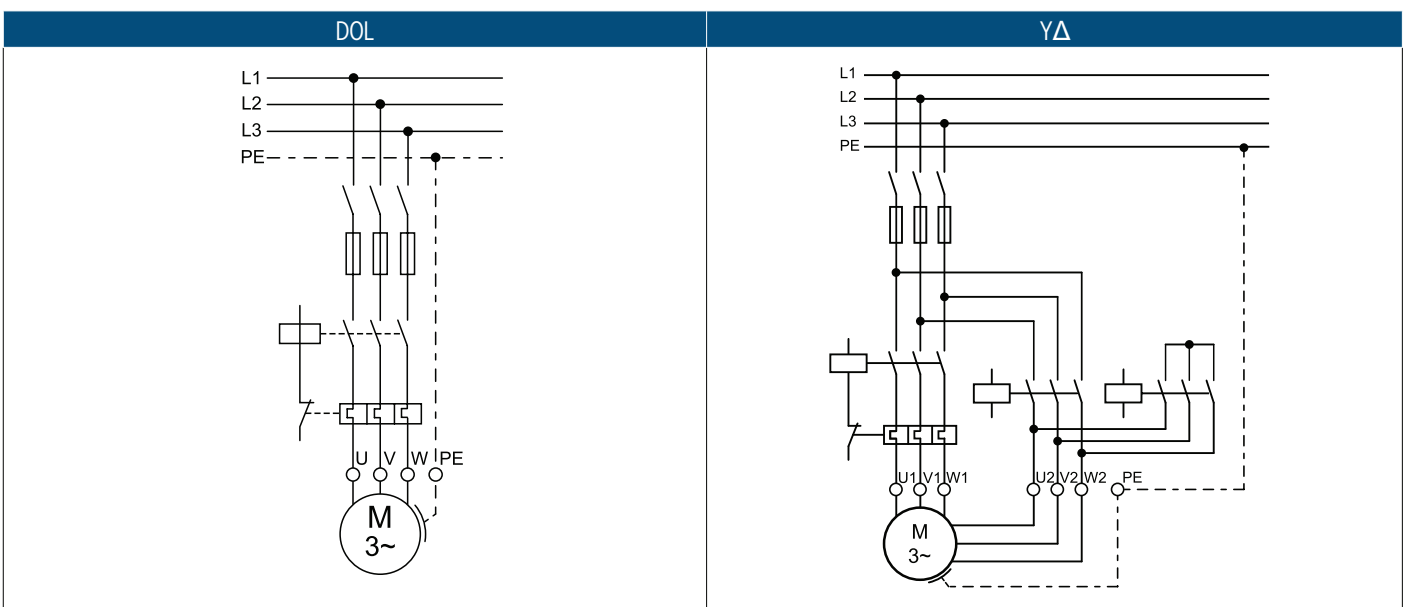 DOL
L1
L2
L3
PE
U V W PE
M
3~
YΔ
L1
L2
L3
PE
U1 V1 W1 U2 V2 W2 PE
M
3~